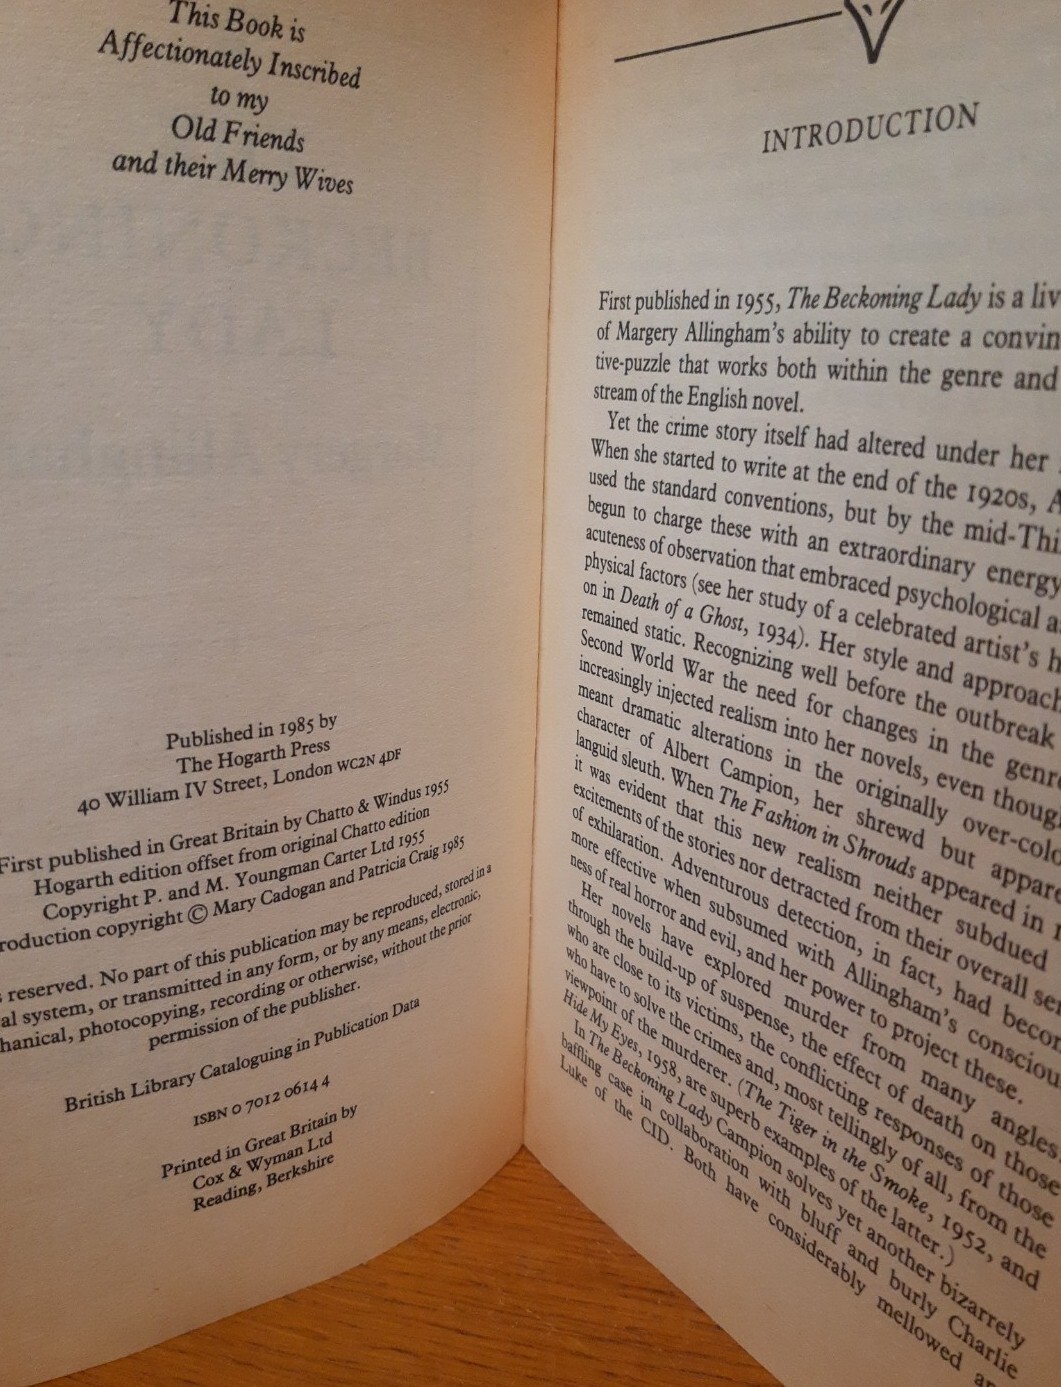 This Book is
Affectionately Inscribed
to my
Old Friends
and their Merry Wives
Published in 1985 by
The Hogarth Press
40 William IV Street, London WC2N 4DF
First published in Great Britain by Chatto & Windus 1955
Hogarth edition offset from original Chatto edition
Copyright P. and M. Youngman Carter Ltd 1955
roduction copyright © Mary Cadogan and Patricia Craig 1985
s reserved. No part of this publication may be reproduced, stored in a
al system, or transmitted in any form, or by any means, electronic,
hanical, photocopying, recording or otherwise, without the prior
permission of the publisher.
British Library Cataloguing in Publication Data
ISBN 0 7012 0614 4
Printed in Great Britain by
Cox & Wyman Ltd
Reading, Berkshire
INTRODUCTION
First published in 1955, The Beckoning Lady is a liv
of Margery Allingham's ability to create a convin
tive-puzzle that works both within the genre and
stream of the English novel.
Yet the crime story itself had altered under her
When she started to write at the end of the 1920s, A
used the standard conventions, but by the mid-Thi
begun to charge these with an extraordinary energy
acuteness of observation that embraced psychological a
physical factors (see her study of a celebrated artist's h
on in Death of a Ghost, 1934). Her style and approach
remained static. Recognizing well before the outbreak
Second World War the need for changes in the genre
increasingly injected realism into her novels, even though
meant dramatic alterations in the originally over-colo
character of Albert Campion, her shrewd but appare
languid sleuth. When The Fashion in Shrouds appeared in
it was evident that this new realism neither subdued
excitements of the stories nor detracted from their overall se
of exhilaration. Adventurous detection, in fact, had becom
more effective when subsumed with Allingham's consciou
ness of real horror and evil, and her power to project these.
Her novels have explored murder from many angles
through the build-up of suspense, the effect of death on those
who are close to its victims, the conflicting responses of those
who have to solve the crimes and, most tellingly of all, from the
viewpoint of the murderer. (The Tiger in the Smoke, 1952, and
Hide My Eyes, 1958, are superb examples of the latter.)
In The Beckoning Lady Campion solves yet another bizarrely
baffling case in collaboration with bluff and burly Charlie
Luke of the CID. Both have considerably mellowed an